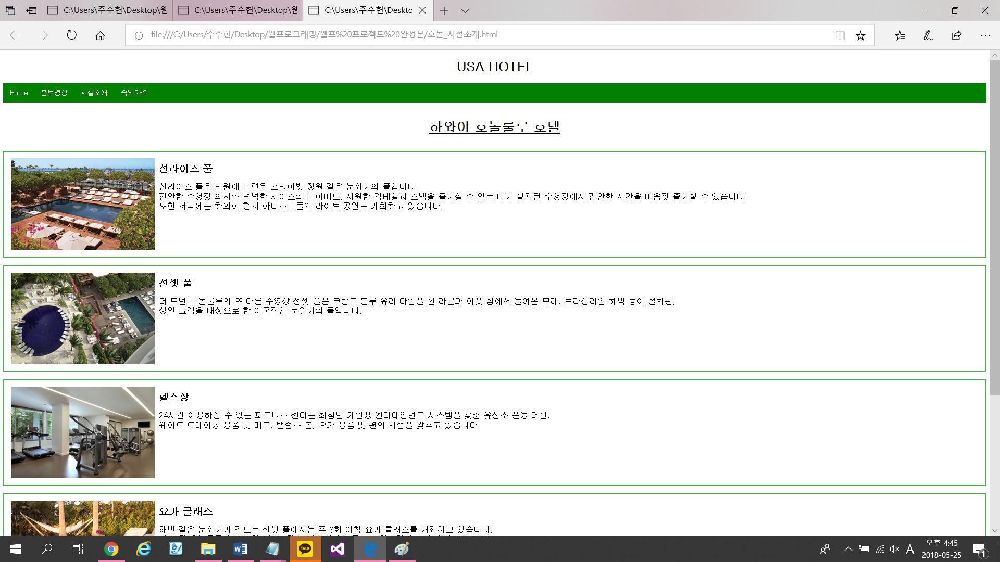 C:\Users\주수헌\Desktop\웹
C:\Users\주수헌\Desktop\웹
C:\Users\주수헌\Deskto
file:///C:/Users/주수헌/Desktop/웹프로그래밍/웹프%20프로젝드%20완성본/호놀_시설소개.html
USA HOTEL
Home 홍보영상 시설소개 숙박가격
하와이 호놀룰루 호텔
선라이즈 풀
선라이즈 풀은 낙원에 마련된 프라이빗 정원 같은 분위기의 풀입니다.
편안한 수영장 의자와 넉넉한 사이즈의 데이베드, 시원한 칵테일과 스낵을 즐기실 수 있는 바가 설치된 수영장에서 편안한 시간을 마음껏 즐기실 수 있습니다.
또한 저녁에는 하와이 현지 아티스트들의 라이브 공연도 개최하고 있습니다.
선셋 풀
더 모던 호놀룰루의 또 다른 수영장 선셋 풀은 코발트 블루 유리 타일을 깐 라군과 이웃 섬에서 들여온 모래, 브라질리안 해먹 등이 설치된,
성인 고객을 대상으로 한 이국적인 분위기의 풀입니다.
헬스장
24시간 이용하실 수 있는 피트니스 센터는 최첨단 개인용 엔터테인먼트 시스템을 갖춘 유산소 운동 머신,
웨이트 트레이닝 용품 및 매트, 밸런스 볼, 요가 용품 및 편의 시설을 갖추고 있습니다.
요가 클래스
해변 같은 분위기가 감도는 선셋 풀에서는 주 3회 아침 요가 클래스를 개최하고 있습니다.
TALK
A
오후 4:45
2018-05-25
1